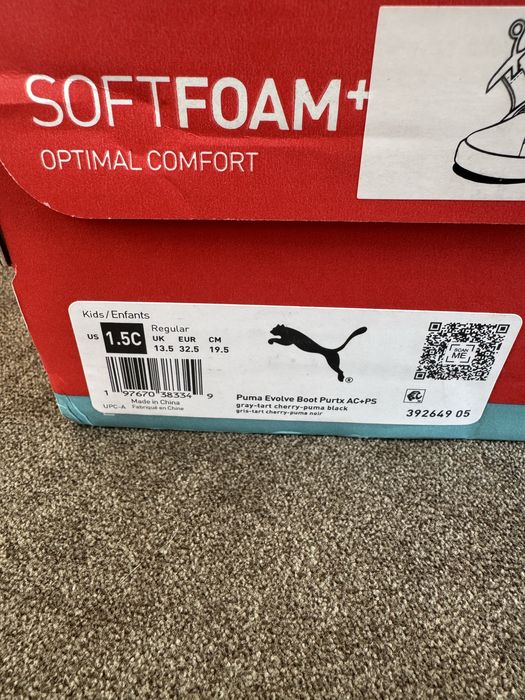 SOFTFOAM+
OPTIMAL COMFORT
Kids/Enfants
Regular
US 1.5C UK EUR CM
13.5 32.5 19.5
1 97670 38334 9
UPC-A Made in China
Fabriqué en Chine
Puma Evolve Boot Purtx AC+PS
gray-tart cherry-puma black
gris-tart cherry-puma noir
SCAN
ME
392649 05